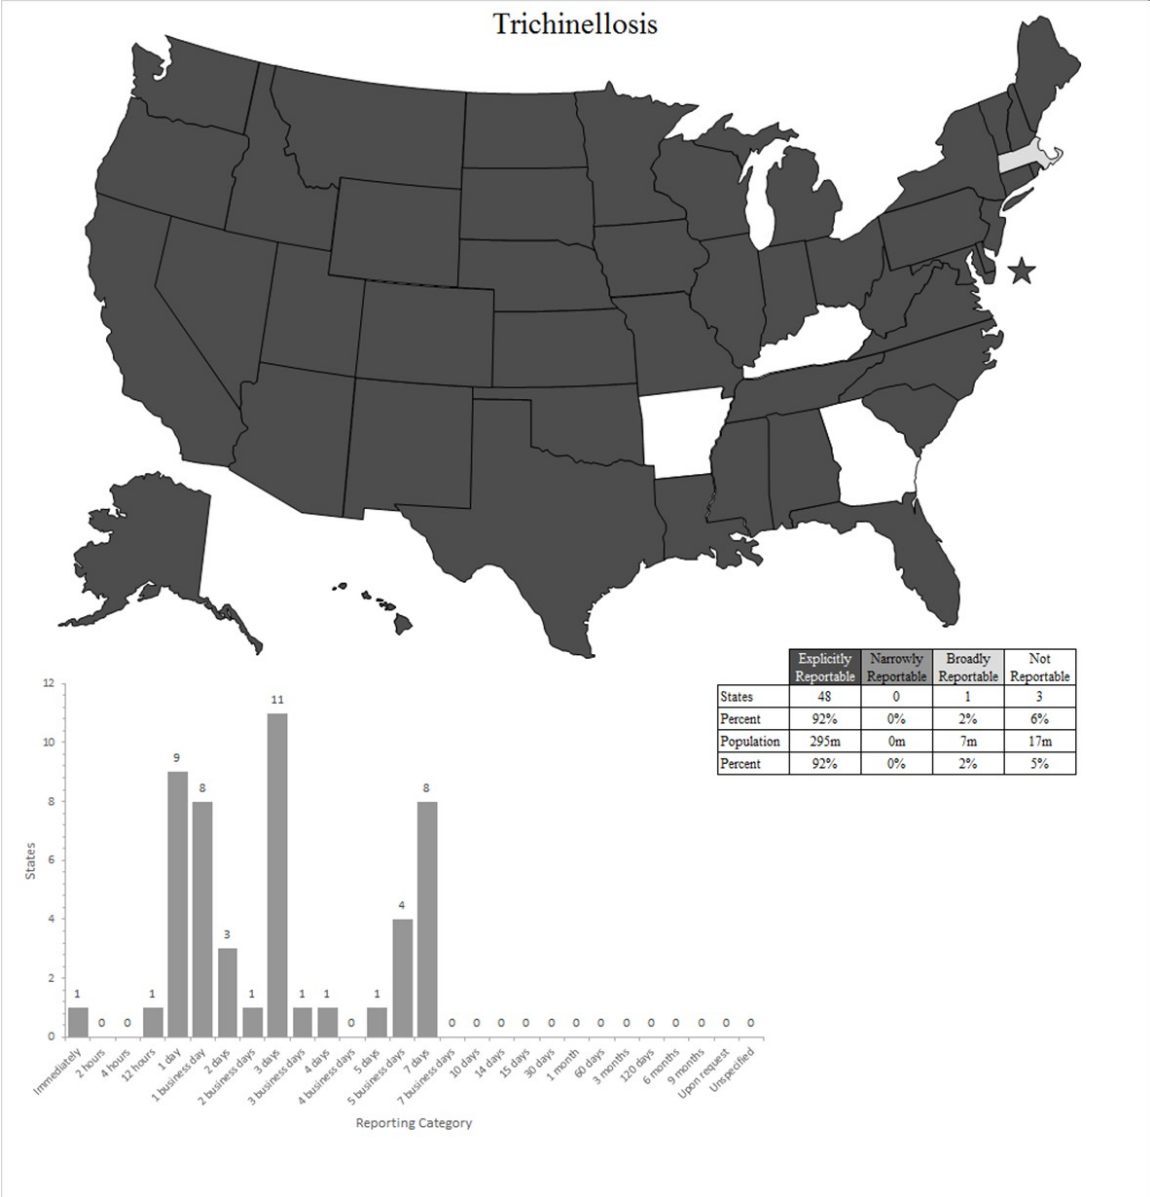 Trichinellosis
Explicitly Reportable Narrowly Reportable Broadly Reportable Not Reportable
States 48 0 1 3
Percent 92% 0% 2% 6%
Population 295m 0m 7m 17m
Percent 92% 0% 2% 5%
12
10
8
6
4
2
0
States
1 0 0 1 9 8 3 1 11 1 1 0 1 4 8 0 0 0 0 0 0 0 0 0 0 0 0 0
Immediately
2 hours
4 hours
12 hours
1 day
1 business day
2 days
2 business days
3 days
3 business days
4 days
4 business days
5 days
5 business days
7 days
7 business days
10 days
14 days
15 days
30 days
1 month
60 days
3 months
120 days
6 months
9 months
Upon request
Unspecified
Reporting Category